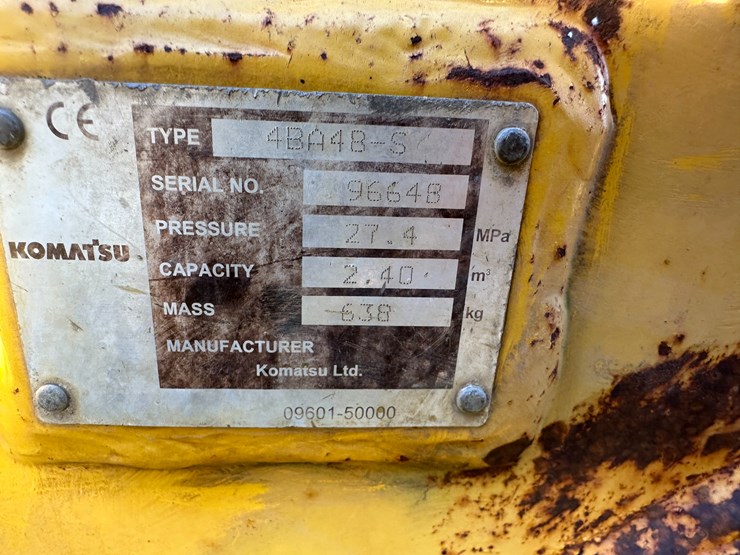 CE
TYPE 4BA48-S
SERIAL NO. 96648
PRESSURE 27.4 MPa
KOMATSU
CAPACITY 2.40 m³
MASS 638 kg
MANUFACTURER
Komatsu Ltd.
09601-50000